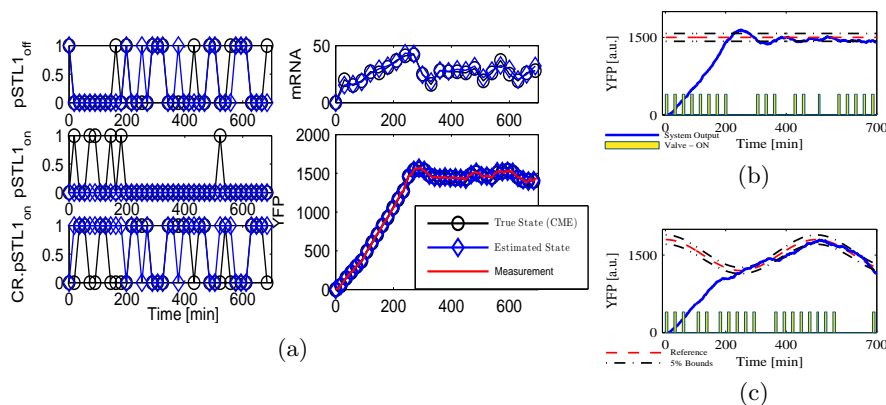 pSTL1off
1
0.5
0
0 200 400 600
pSTL1on
1
0.5
0
0 200 400 600
CR.pSTL1on
1
0.5
0
0 200 400 600
Time [min]
mRNA
50
0
0 200 400 600
YFP
2000
1500
1000
500
0
0 200 400 600
True State (CME)
Estimated State
Measurement
(a)
YFP [a.u.]
1500
0
0 200 400 700
Time [min]
System Output
Valve – ON
(b)
YFP [a.u.]
1500
0
0 200 400 700
Time [min]
Reference
5% Bounds
(c)